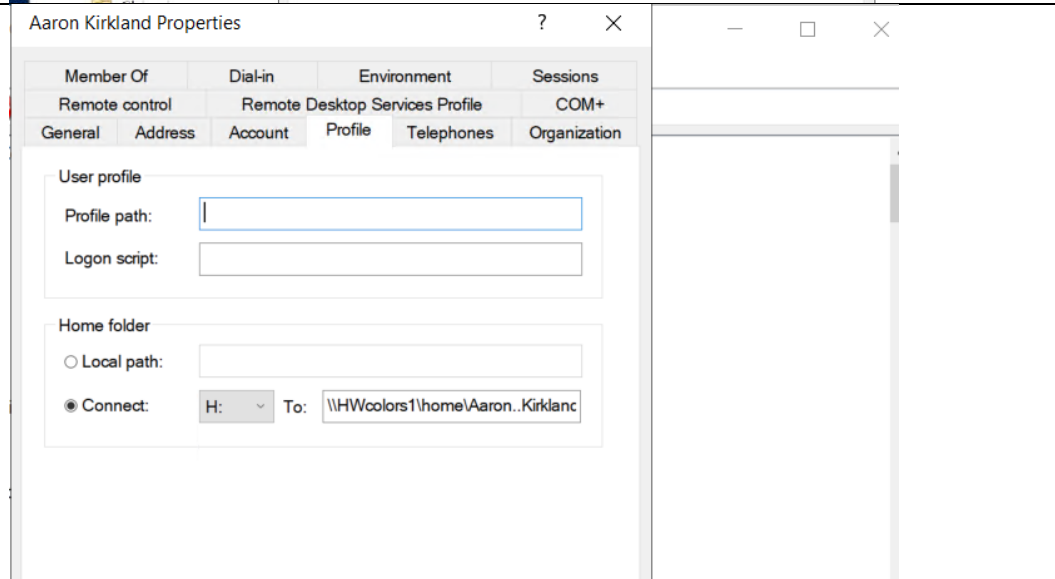 Aaron Kirkland Properties
Member Of Dial-in Environment Sessions
Remote control Remote Desktop Services Profile COM+
General Address Account Profile Telephones Organization
User profile
Profile path:
Logon script:
Home folder
Local path:
Connect: H: To: \\HWcolors1\home\Aaron..Kirkland